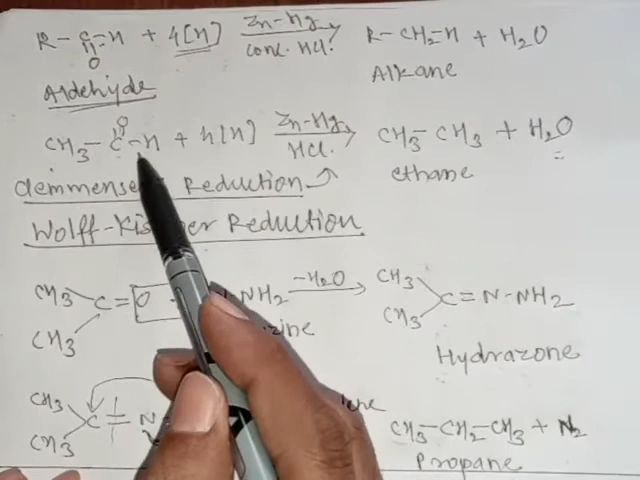 R-C-H + 4[H] Zn-Hg Conc. HCl. R-CH2-H + H2O
O
Aldehyde Alkane
O
CH3-C-H + 4[H] Zn-Hg HCl. CH3-CH3 + H2O
Reduction ethane
Wolff- Reduction
CH3 C=O NH2 -H2O CH3 C=N-NH2
CH3 CH3
Hydrazone
CH3 C N CH3-CH2-CH3 + N2
CH3 Propane